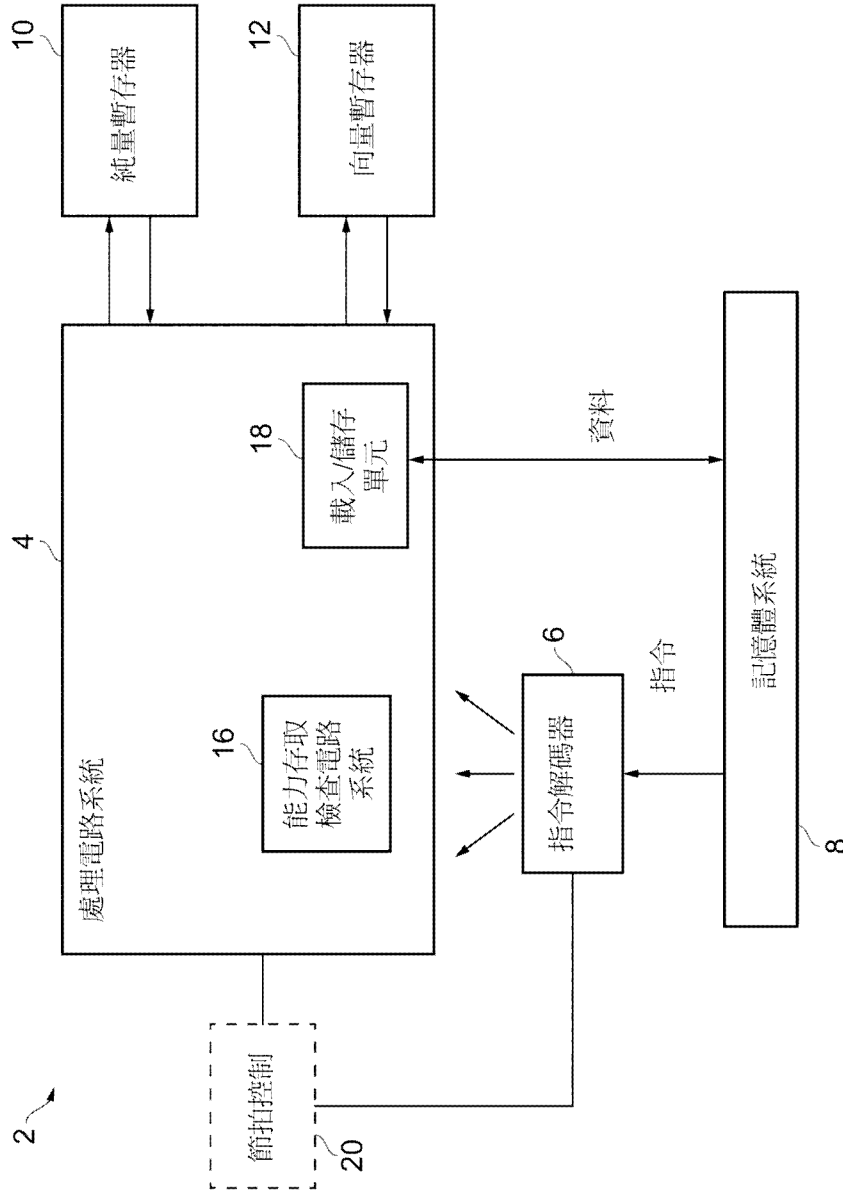 2
4
處理電路系統
10
純量暫存器
12
向量暫存器
16
能力存取
檢查電路
系統
18
載入/儲存
單元
節拍控制
20
6
指令解碼器
指令
資料
記憶體系統
8